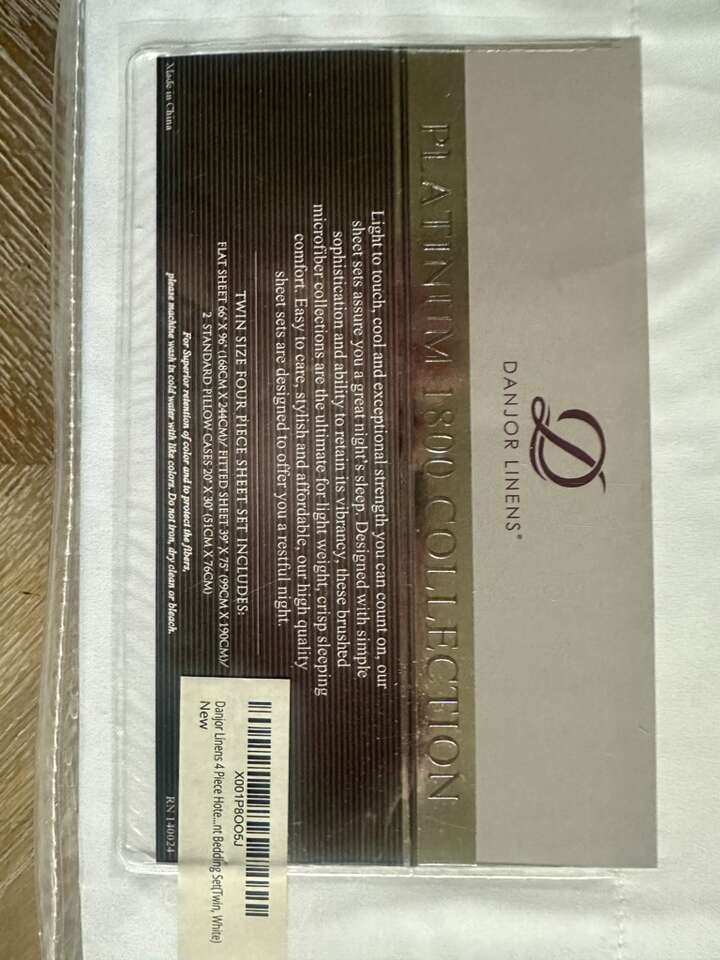 D
DANJOR LINENS®
PLATINUM 1800 COLLECTION
Light to touch, cool and exceptional strength you can count on, our
sheet sets assure you a great night's sleep. Designed with simple
sophistication and ability to retain its vibrancy, these brushed
microfiber collections are the ultimate for light weight, crisp sleeping
comfort. Easy to care, stylish and affordable, our high quality
sheet sets are designed to offer you a restful night.
TWIN SIZE FOUR PIECE SHEET SET INCLUDES:
FLAT SHEET 66" X 96" (168CM X 244CM)/ FITTED SHEET 39" X 75" (99CM X 190CM)/
2 STANDARD PILLOW CASES 20" X 30" (51CM X 76CM)
For Superior retention of color and to protect the fibers,
please machine wash in cold water with like colors. Do not iron, dry clean or bleach.
Made in China
RN 140024
X001P8OO5J
Danjor Linens 4 Piece Hote...nt Bedding Set(Twin, White)
New